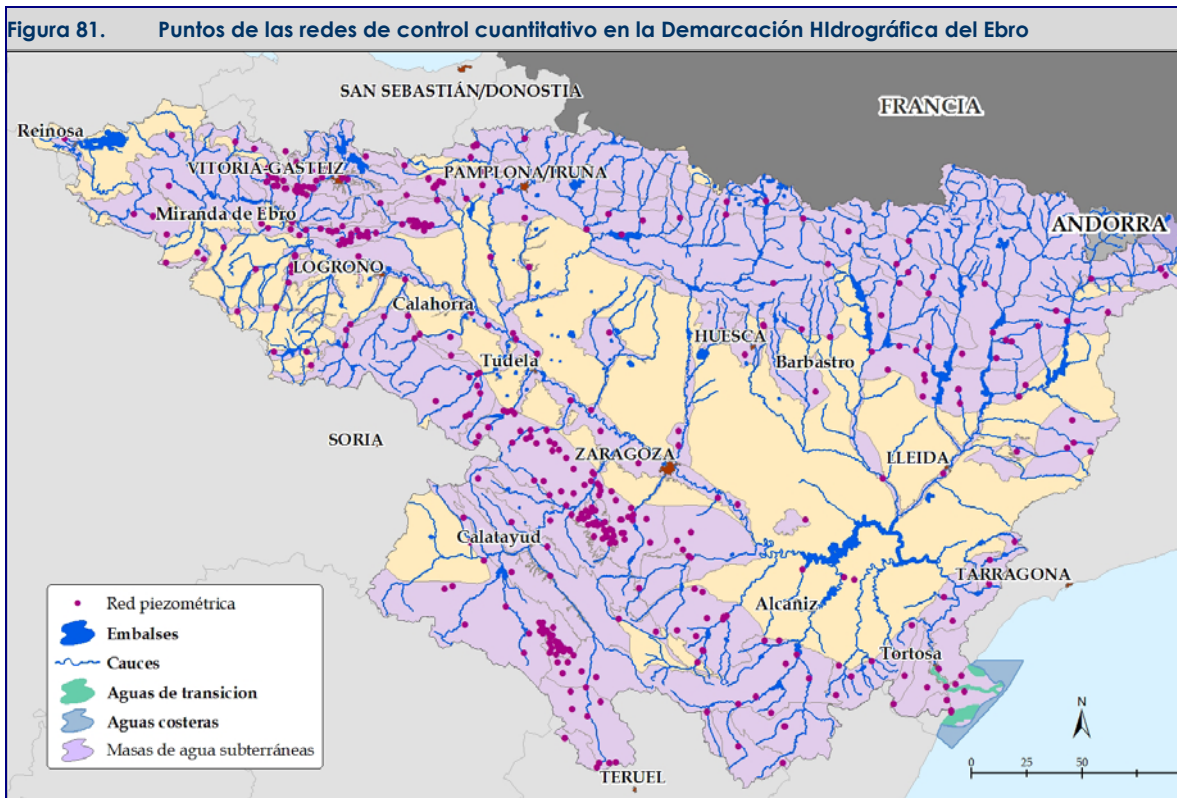 Figura 81. Puntos de las redes de control cuantitativo en la Demarcación HIdrográfica del Ebro
SAN SEBASTIÁN/DONOSTIA
FRANCIA
Reinosa
VITORIA-GASTEIZ
PAMPLONA/IRUNA
Miranda de Ebro
ANDORRA
LOGROÑO
Calahorra
HUESCA
Barbastro
Tudela
SORIA
ZARAGOZA
LLEIDA
Calatayud
TARRAGONA
Alcañiz
Tortosa
TERUEL
Red piezométrica
Embalses
Cauces
Aguas de transicion
Aguas costeras
Masas de agua subterráneas
N
0 25 50